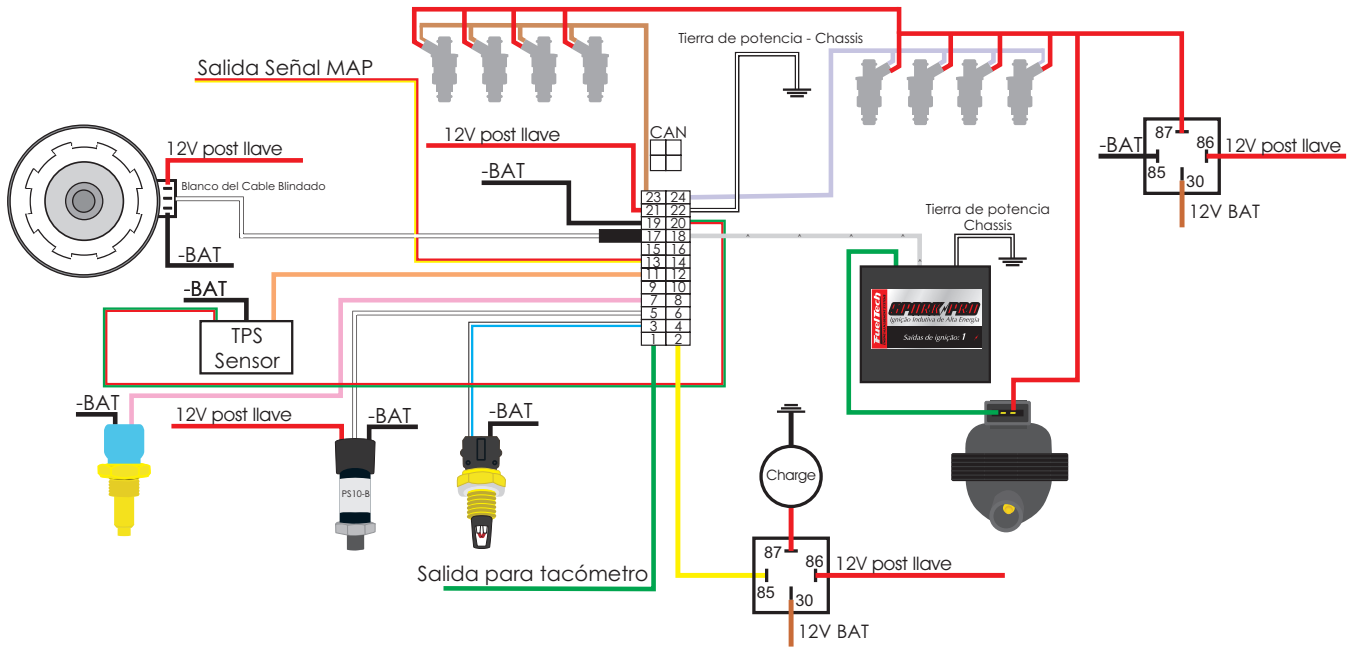 Tierra de potencia - Chassis
Salida Señal MAP
CAN
12V post llave
12V post llave
-BAT
87
86
-BAT
85
30
12V post llave
12V BAT
Blanco del Cable Blindado
-BAT
23 24
21 22
19 20
17 18
15 16
13 14
11 12
9 10
7 8
5 6
3 4
1 2
Tierra de potencia
Chassis
-BAT
TPS
Sensor
FuelTech
SPARK PRO
Ignição Indutiva de Alta Energia
Saídas de ignição: 1
-BAT
12V post llave
-BAT
-BAT
PS10-B
Charge
Salida para tacómetro
87
86
85
30
12V post llave
12V BAT